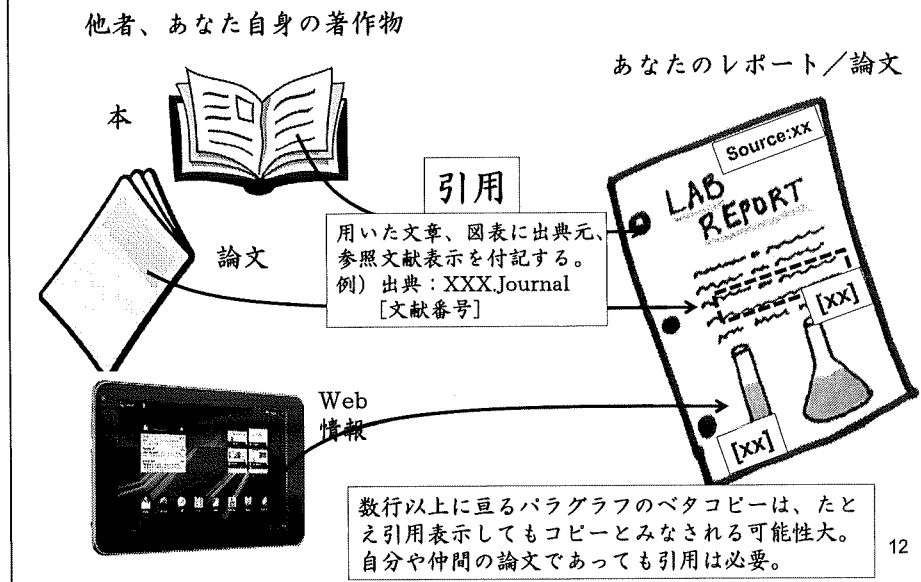 他者、あなた自身の著作物
あなたのレポート／論文
本
Source:xx
LAB
REPORT
引用
用いた文章、図表に出典元、
参照文献表示を付記する。
例）出典：XXX.Journal
［文献番号］
論文
[xx]
Web
情報
[xx]
数行以上に亘るパラグラフのベタコピーは、たと
え引用表示してもコピーとみなされる可能性大。
自分や仲間の論文であっても引用は必要。
12